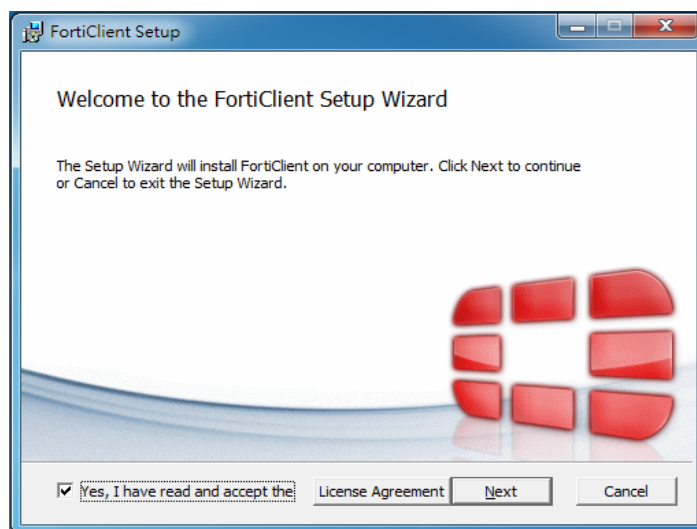 FortiClient Setup
Welcome to the FortiClient Setup Wizard
The Setup Wizard will install FortiClient on your computer. Click Next to continue
or Cancel to exit the Setup Wizard.
Yes, I have read and accept the License Agreement Next Cancel